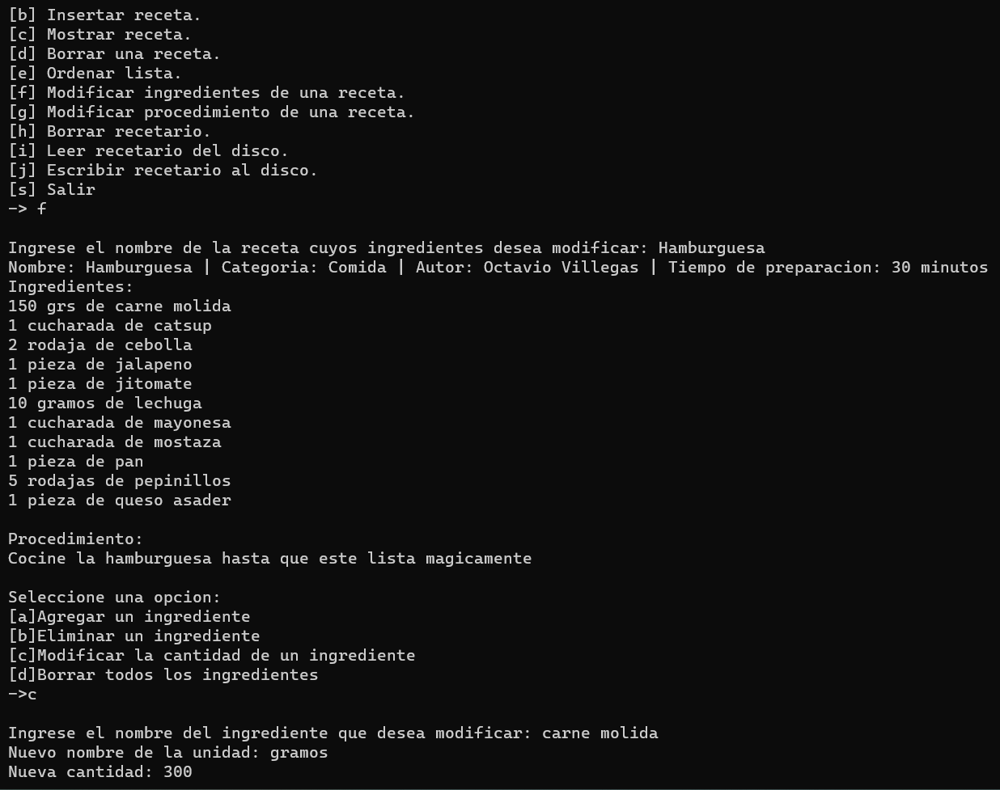 [b] Insertar receta.
[c] Mostrar receta.
[d] Borrar una receta.
[e] Ordenar lista.
[f] Modificar ingredientes de una receta.
[g] Modificar procedimiento de una receta.
[h] Borrar recetario.
[i] Leer recetario del disco.
[j] Escribir recetario al disco.
[s] Salir
-> f

Ingrese el nombre de la receta cuyos ingredientes desea modificar: Hamburguesa
Nombre: Hamburguesa | Categoria: Comida | Autor: Octavio Villegas | Tiempo de preparacion: 30 minutos
Ingredientes:
150 grs de carne molida
1 cucharada de catsup
2 rodaja de cebolla
1 pieza de jalapeno
1 pieza de jitomate
10 gramos de lechuga
1 cucharada de mayonesa
1 cucharada de mostaza
1 pieza de pan
5 rodajas de pepinillos
1 pieza de queso asader

Procedimiento:
Cocine la hamburguesa hasta que este lista magicamente

Seleccione una opcion:
[a]Agregar un ingrediente
[b]Eliminar un ingrediente
[c]Modificar la cantidad de un ingrediente
[d]Borrar todos los ingredientes
->c

Ingrese el nombre del ingrediente que desea modificar: carne molida
Nuevo nombre de la unidad: gramos
Nueva cantidad: 300